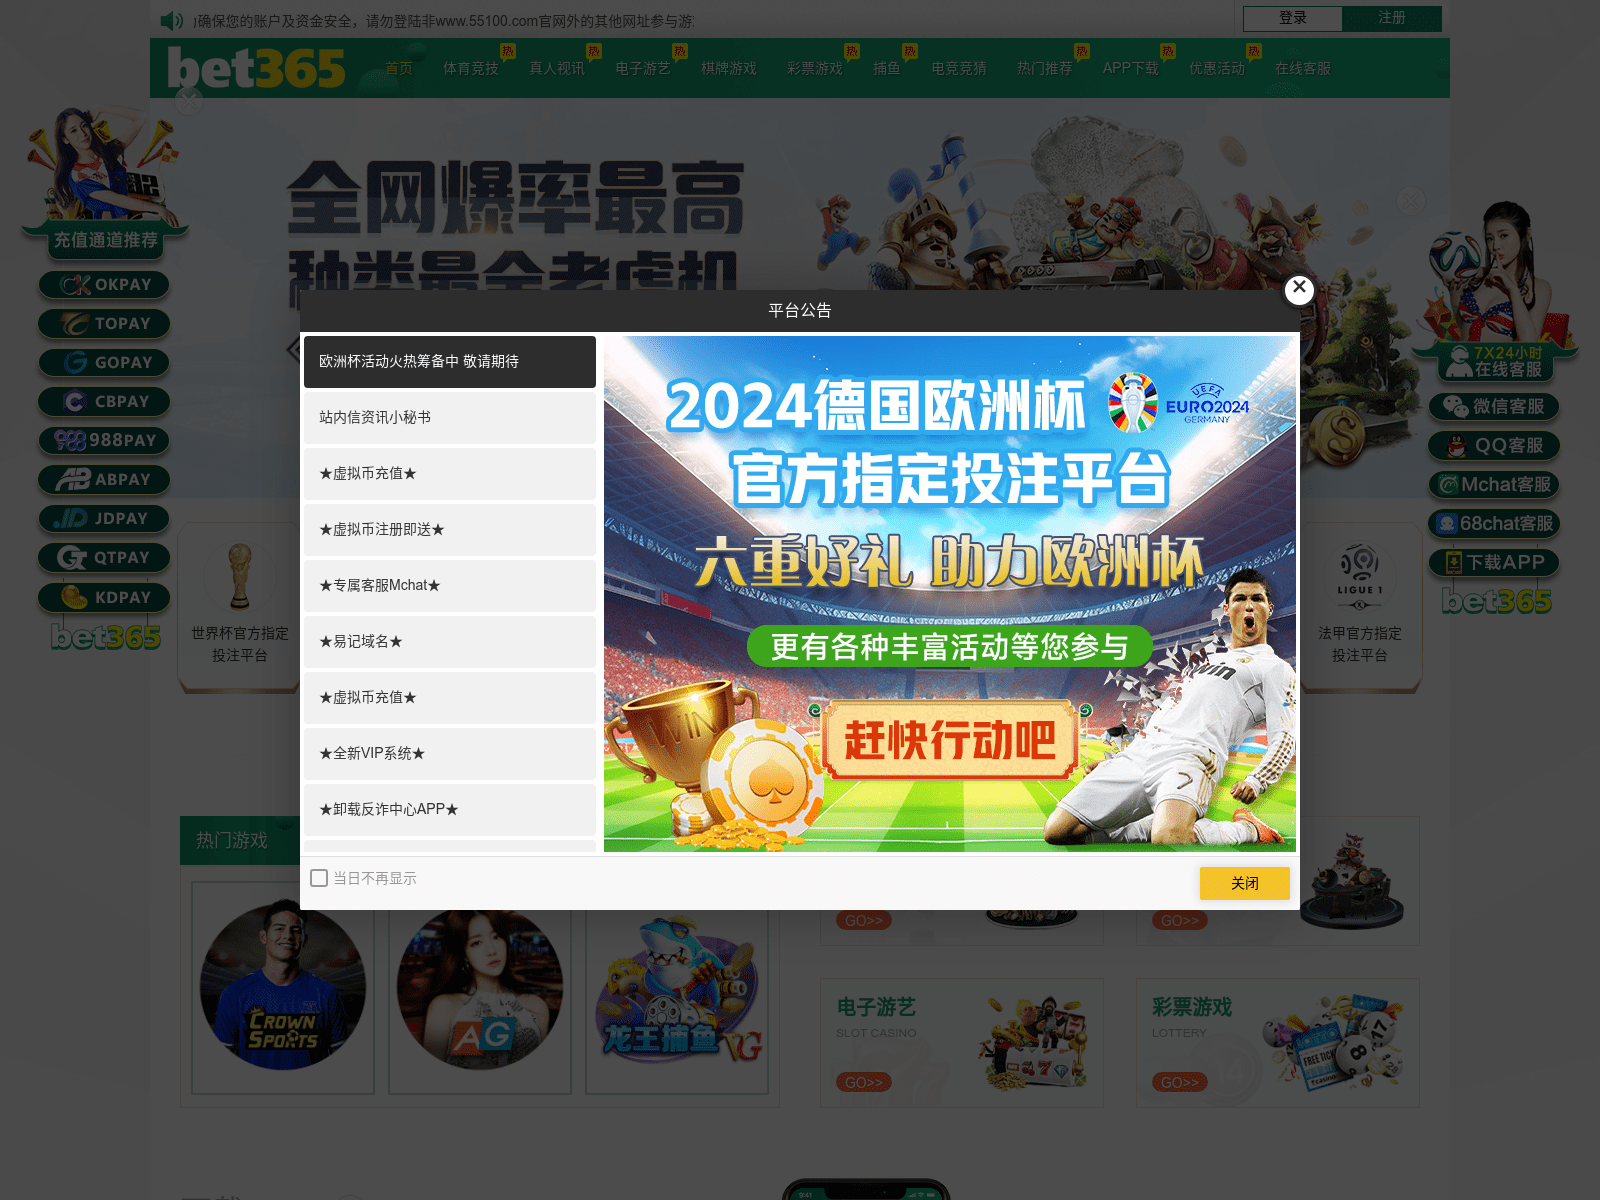 确保您的账户及资金安全，请勿登陆非www.55100.com官网外的其他网址参与游
登录
注册
bet365
首页
体育竞技
热
真人视讯
热
电子游艺
热
棋牌游戏
彩票游戏
热
捕鱼
热
电竞竞猜
热门推荐
热
APP下载
热
优惠活动
热
在线客服
全网爆率最高
种类最全老虎机
充值通道推荐
OKPAY
TOPAY
GOPAY
CBPAY
988PAY
ABPAY
JDPAY
QTPAY
KDPAY
bet365
7X24小时
在线客服
微信客服
QQ客服
Mchat客服
68chat客服
下载APP
bet365
平台公告
欧洲杯活动火热筹备中 敬请期待
站内信资讯小秘书
★虚拟币充值★
★虚拟币注册即送★
★专属客服Mchat★
★易记域名★
★虚拟币充值★
★全新VIP系统★
★卸载反诈中心APP★
2024德国欧洲杯
UEFA
EURO2024
GERMANY
官方指定投注平台
六重好礼 助力欧洲杯
更有各种丰富活动等您参与
赶快行动吧
WIN
bwin
当日不再显示
关闭
世界杯官方指定
投注平台
LIGUE 1
法甲官方指定
投注平台
热门游戏
CROWN
SPORTS
AG
龙王捕鱼
VG
GO>>
GO>>
电子游艺
SLOT CASINO
GO>>
彩票游戏
LOTTERY
GO>>
FREE TICKET
8
17
14
9:41